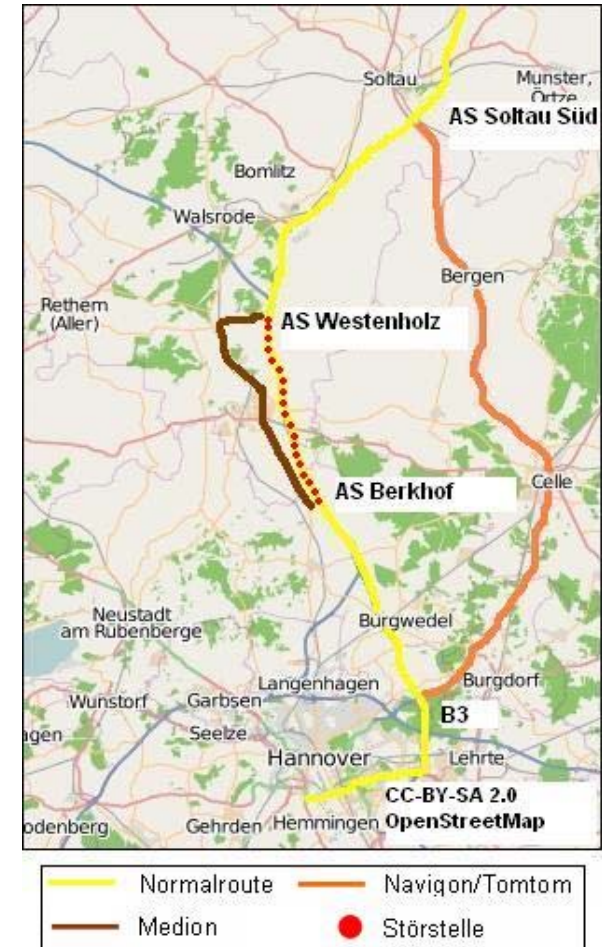 Soltau
Munster,
Örtze
AS Soltau Süd
Bomlitz
Walsrode
Bergen
Rethem
(Aller)
AS Westenholz
Celle
AS Berkhof
Neustadt
am Rübenberge
Burgwedel
Langenhagen
Burgdorf
Wunstorf
Garbsen
B3
agen
Seelze
Hannover
Lehrte
CC-BY-SA 2.0
odenberg
Gehrden
Hemmingen
OpenStreetMap
Normalroute
Navigon/Tomtom
Medion
Störstelle